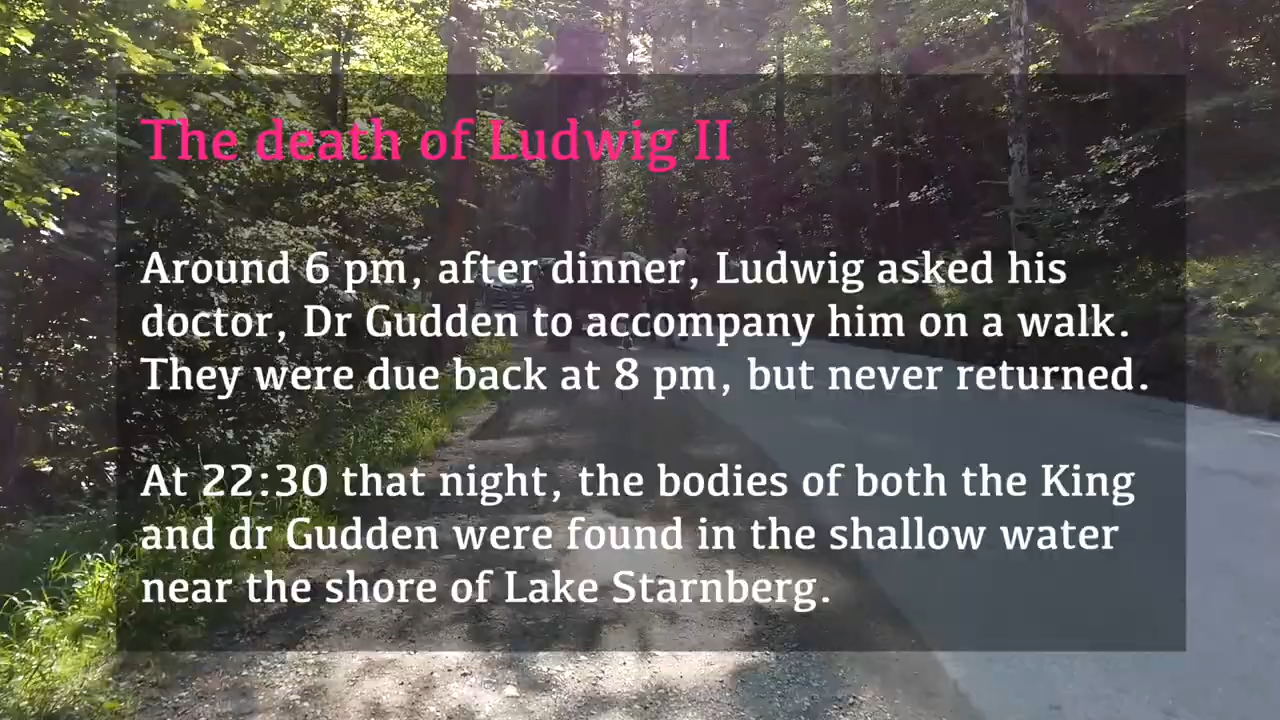 The death of Ludwig II
Around 6 pm, after dinner, Ludwig asked his
doctor, Dr Gudden to accompany him on a walk.
They were due back at 8 pm, but never returned.
At 22:30 that night, the bodies of both the King
and dr Gudden were found in the shallow water
near the shore of Lake Starnberg.